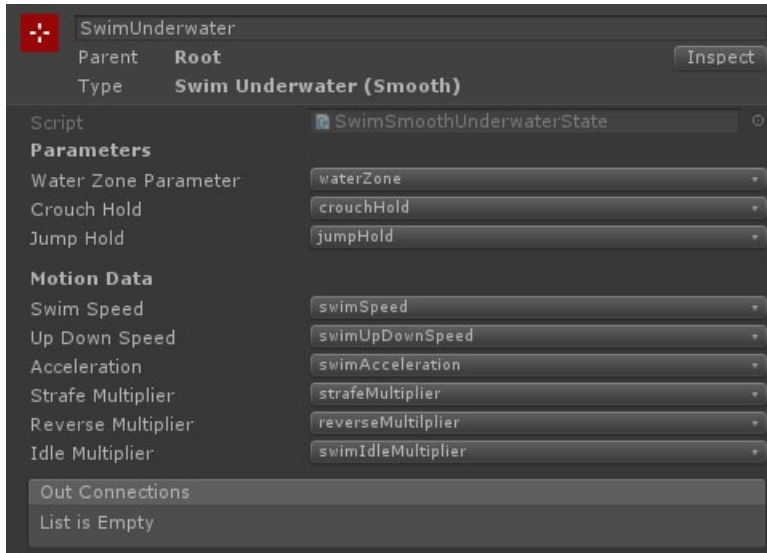 SwimUnderwater
Parent Root Inspect
Type Swim Underwater (Smooth)
Script SwimSmoothUnderwaterState
Parameters
Water Zone Parameter waterZone
Crouch Hold crouchHold
Jump Hold jumpHold
Motion Data
Swim Speed swimSpeed
Up Down Speed swimUpDownSpeed
Acceleration swimAcceleration
Strafe Multiplier strafeMultiplier
Reverse Multiplier reverseMultilplier
Idle Multiplier swimIdleMultiplier
Out Connections
List is Empty